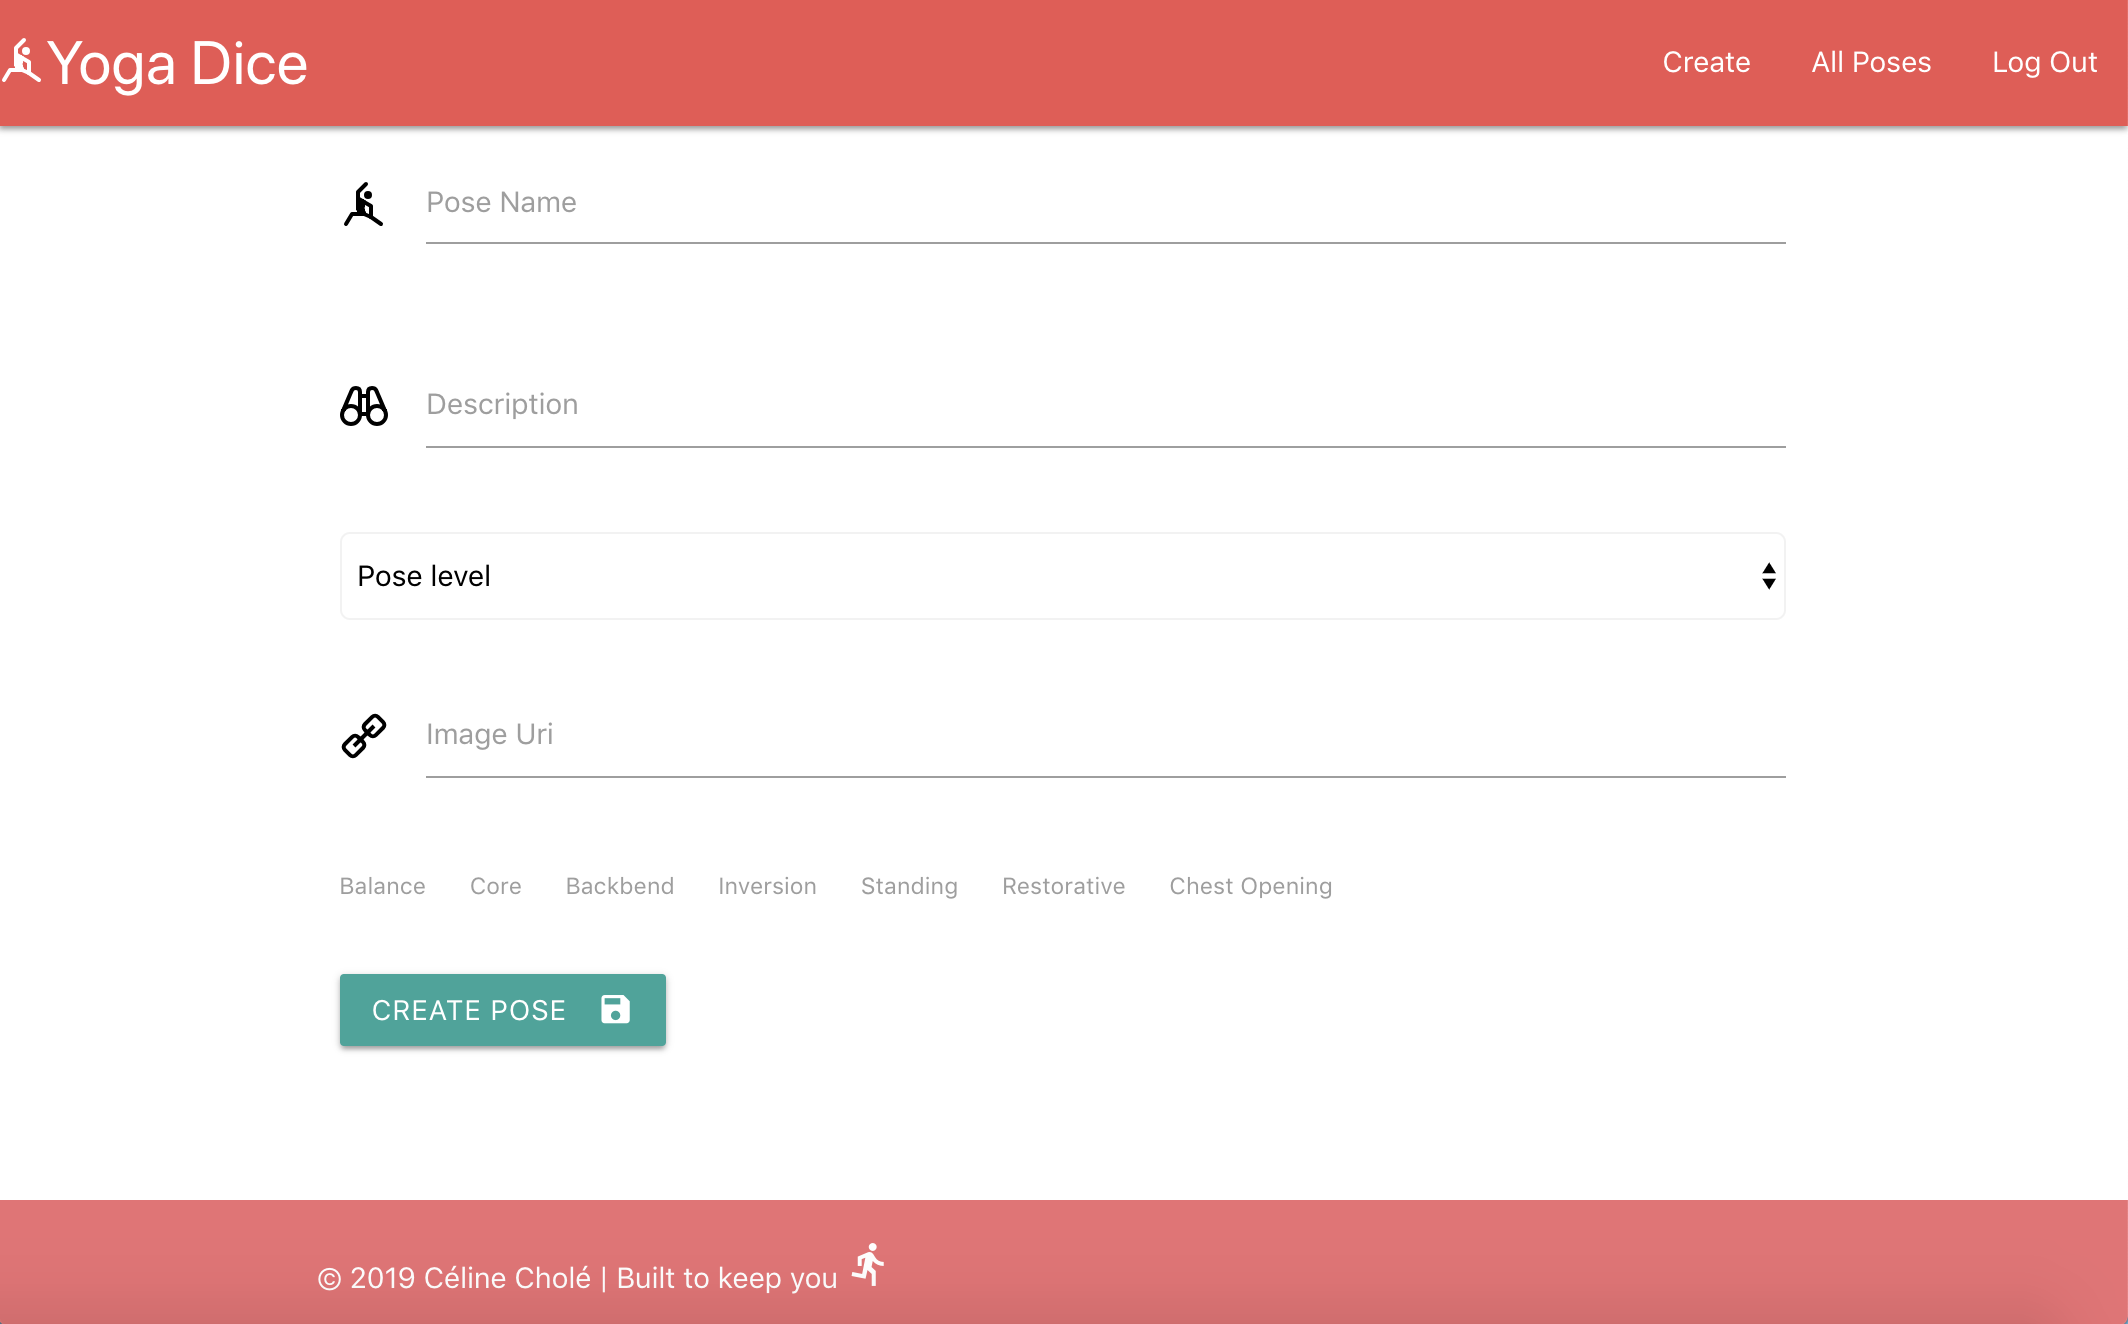 Yoga Dice
Create All Poses Log Out
Pose Name
Description
Pose level
Image Uri
Balance Core Backbend Inversion Standing Restorative Chest Opening
CREATE POSE
© 2019 Céline Cholé | Built to keep you